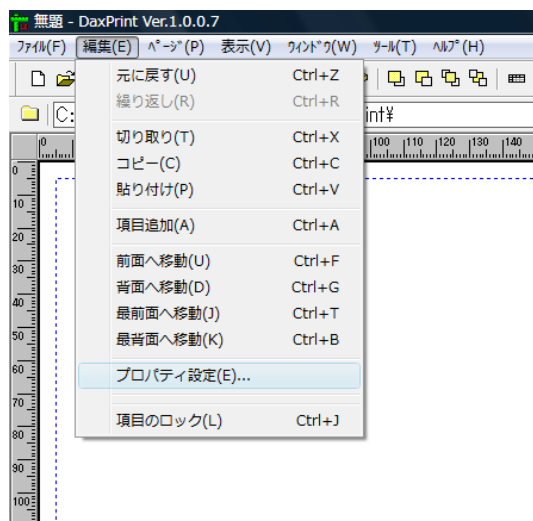 無題 - DaxPrint Ver.1.0.0.7
ファイル(F) 編集(E) ページ(P) 表示(V) ウィンドウ(W) ツール(T) ヘルプ(H)
元に戻す(U) Ctrl+Z
繰り返し(R) Ctrl+R
C: int¥
切り取り(T) Ctrl+X
0 100 110 120 130 140
コピー(C) Ctrl+C
0
貼り付け(P) Ctrl+V
10
項目追加(A) Ctrl+A
20
前面へ移動(U) Ctrl+F
30
背面へ移動(D) Ctrl+G
40
最前面へ移動(J) Ctrl+T
50
最背面へ移動(K) Ctrl+B
60
プロパティ設定(E)...
70
項目のロック(L) Ctrl+J
80
90
100